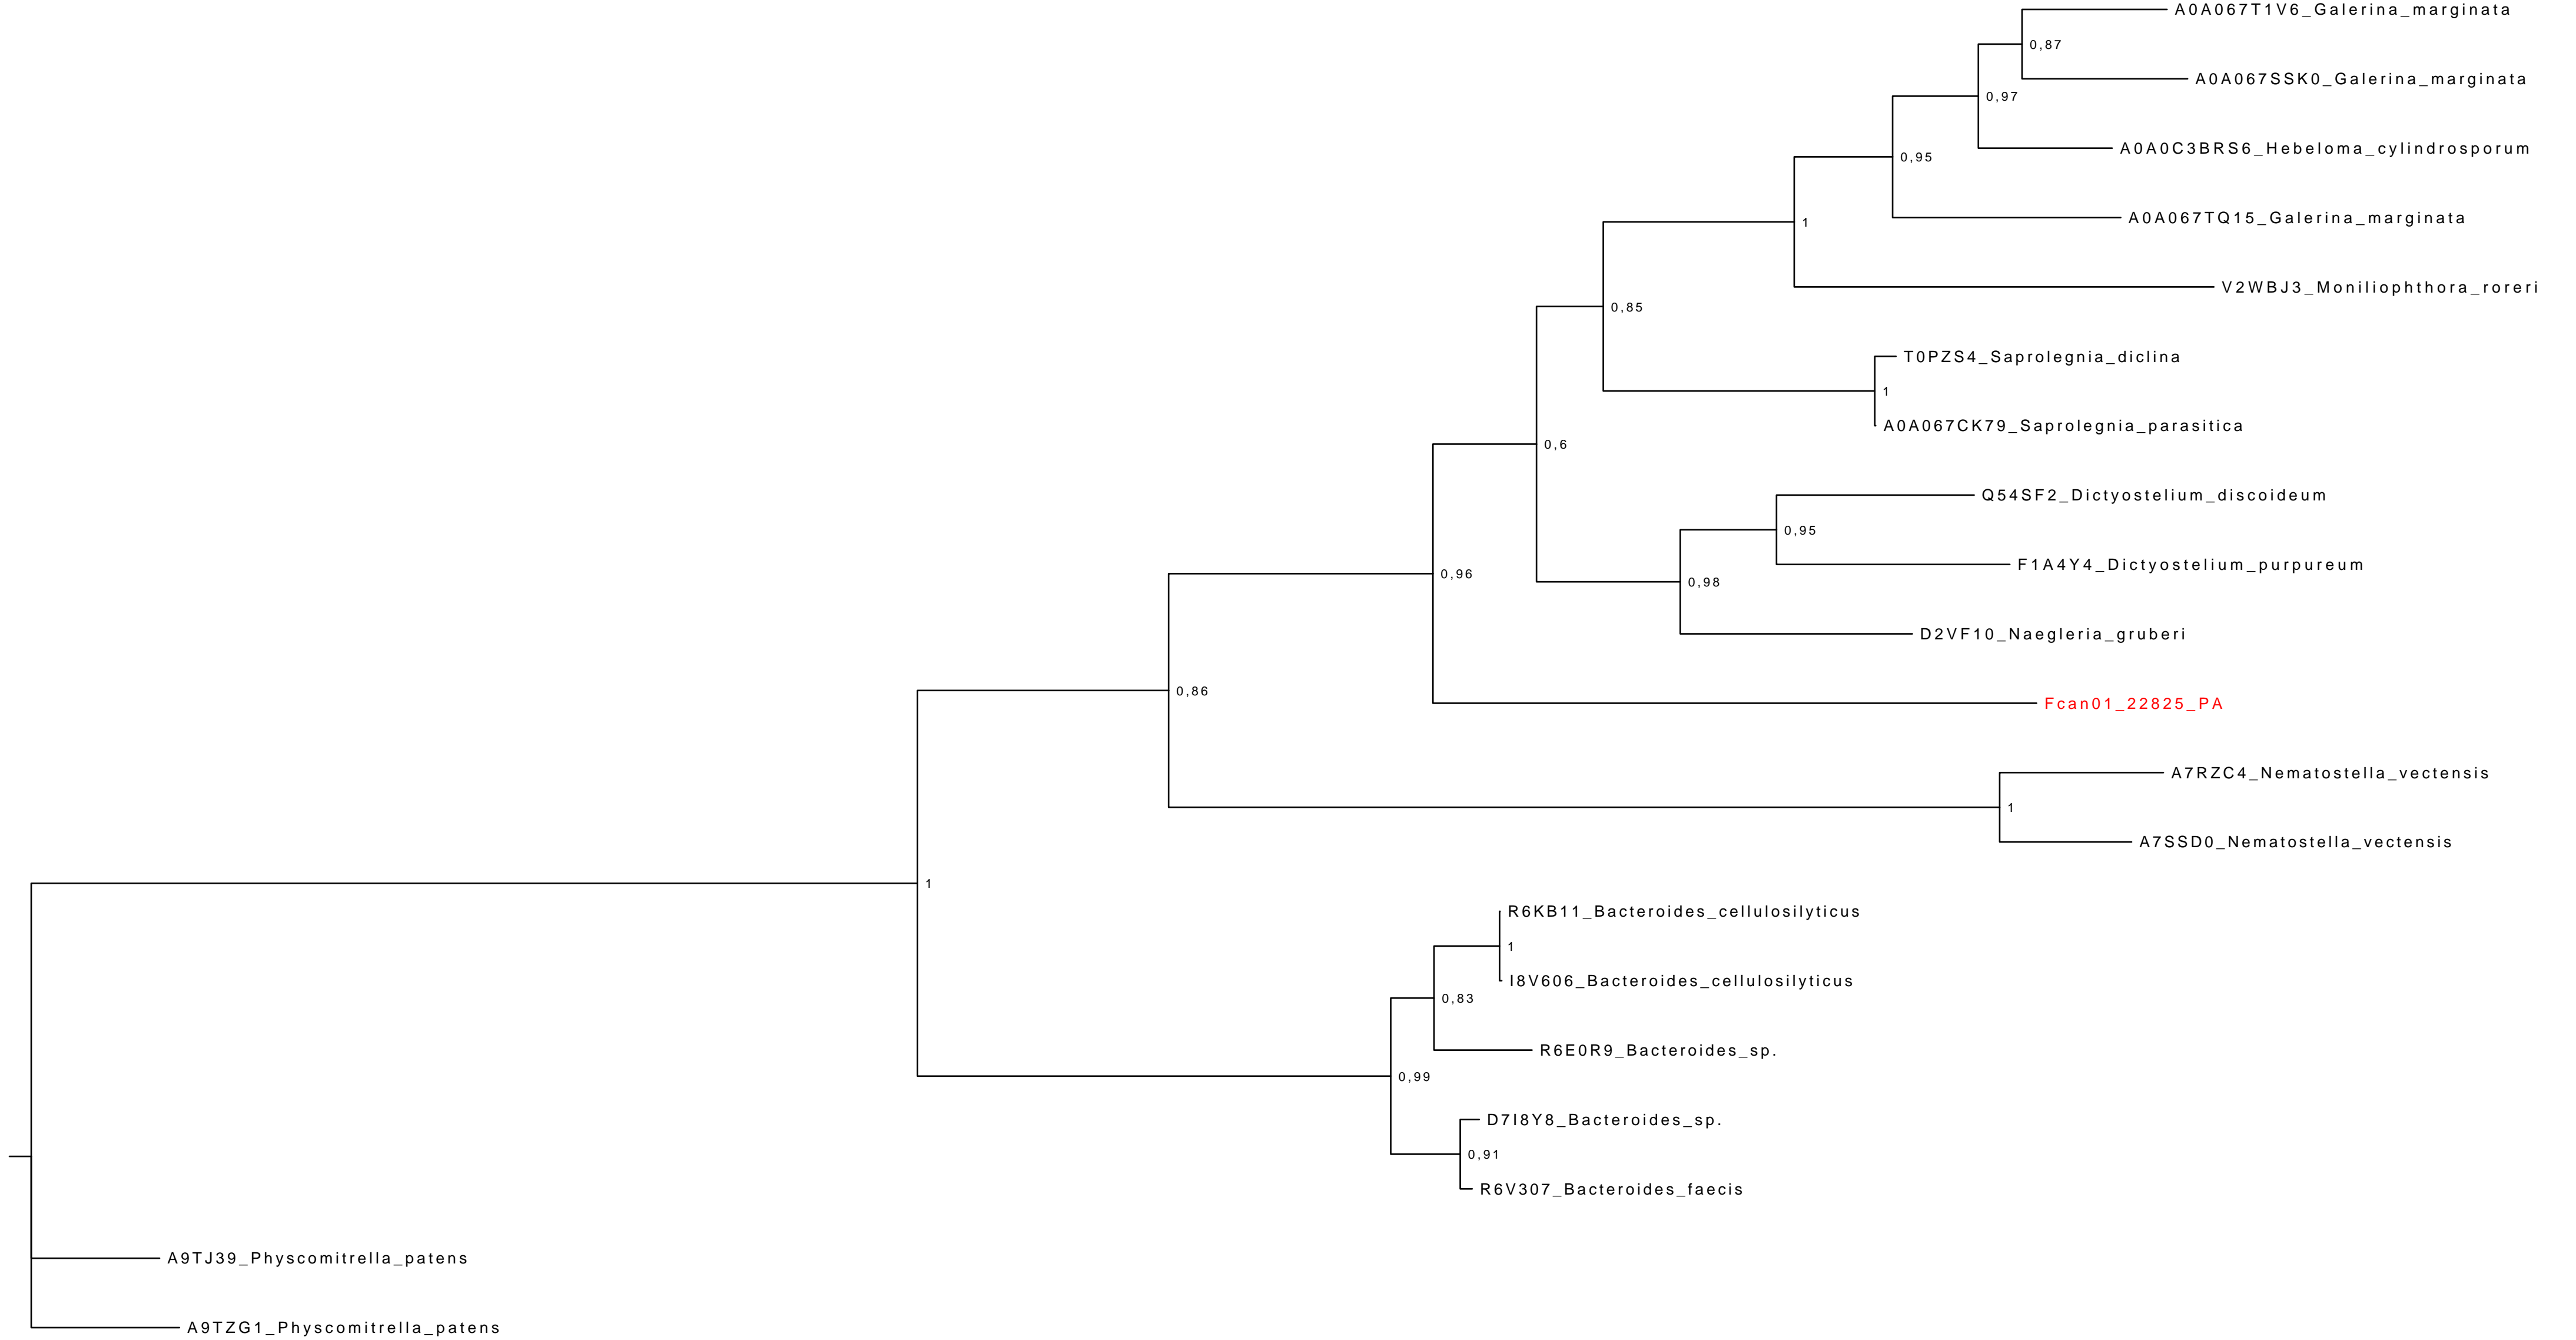 A0A067T1V6_Galerina_marginata
0,87
A0A067SSK0_Galerina_marginata
0,97
A0A0C3BRS6_Hebeloma_cylindrosporum
0,95
A0A067TQ15_Galerina_marginata
1
V2WBJ3_Moniliophthora_roreri
0,85
T0PZS4_Saprolegnia_diclina
1
A0A067CK79_Saprolegnia_parasitica
0,6
Q54SF2_Dictyostelium_discoideum
0,95
F1A4Y4_Dictyostelium_purpureum
0,96
0,98
D2VF10_Naegleria_gruberi
0,86
Fcan01_22825_PA
A7RZC4_Nematostella_vectensis
1
A7SSD0_Nematostella_vectensis
1
R6KB11_Bacteroides_cellulosilyticus
1
I8V606_Bacteroides_cellulosilyticus
0,83
R6E0R9_Bacteroides_sp.
0,99
D7I8Y8_Bacteroides_sp.
0,91
R6V307_Bacteroides_faecis
A9TJ39_Physcomitrella_patens
A9TZG1_Physcomitrella_patens